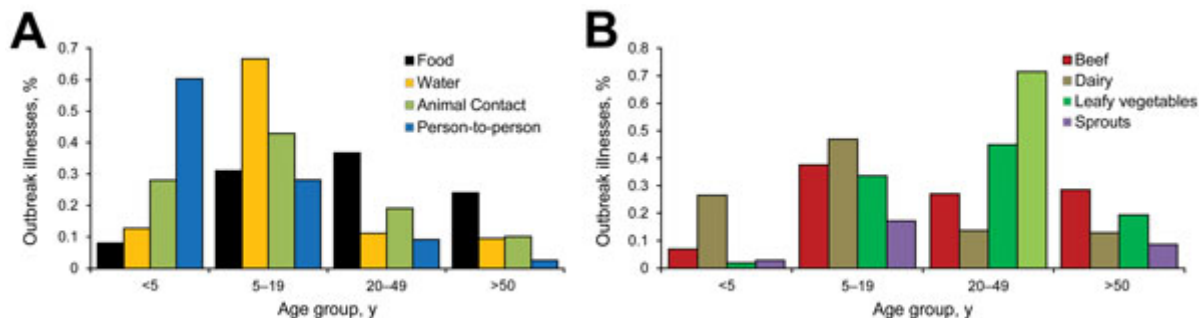 A
Outbreak illnesses, %
0.7
0.6
0.5
0.4
0.3
0.2
0.1
0
Food
Water
Animal Contact
Person-to-person
<5
5–19
20–49
>50
Age group, y
B
Outbreak illnesses, %
0.8
0.7
0.6
0.5
0.4
0.3
0.2
0.1
0
Beef
Dairy
Leafy vegetables
Sprouts
<5
5–19
20–49
>50
Age group, y